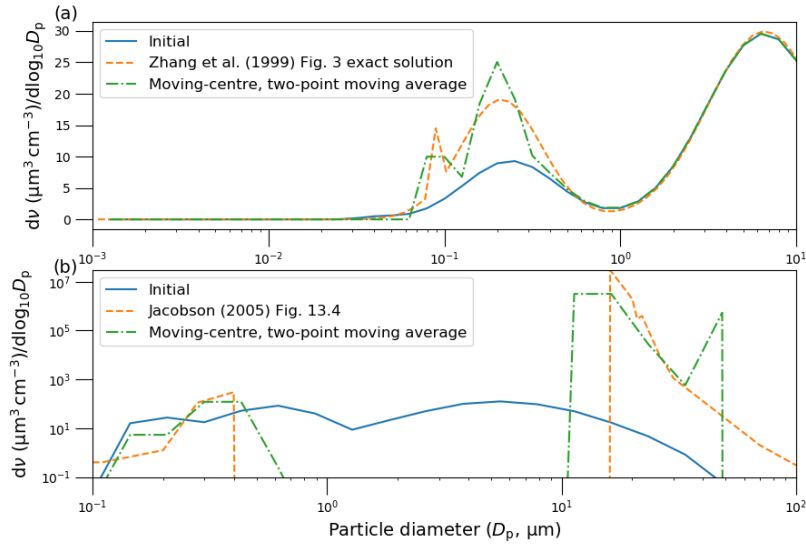 (a)
30
25
20
15
10
5
0
dν (μm³ cm⁻³)/dlog₁₀Dₚ
Initial
Zhang et al. (1999) Fig. 3 exact solution
Moving-centre, two-point moving average
10⁻³ 10⁻² 10⁻¹ 10⁰ 10¹
(b)
10⁷
10⁵
10³
10¹
10⁻¹
dν (μm³ cm⁻³)/dlog₁₀Dₚ
Initial
Jacobson (2005) Fig. 13.4
Moving-centre, two-point moving average
10⁻¹ 10⁰ 10¹ 10²
Particle diameter (Dₚ, μm)